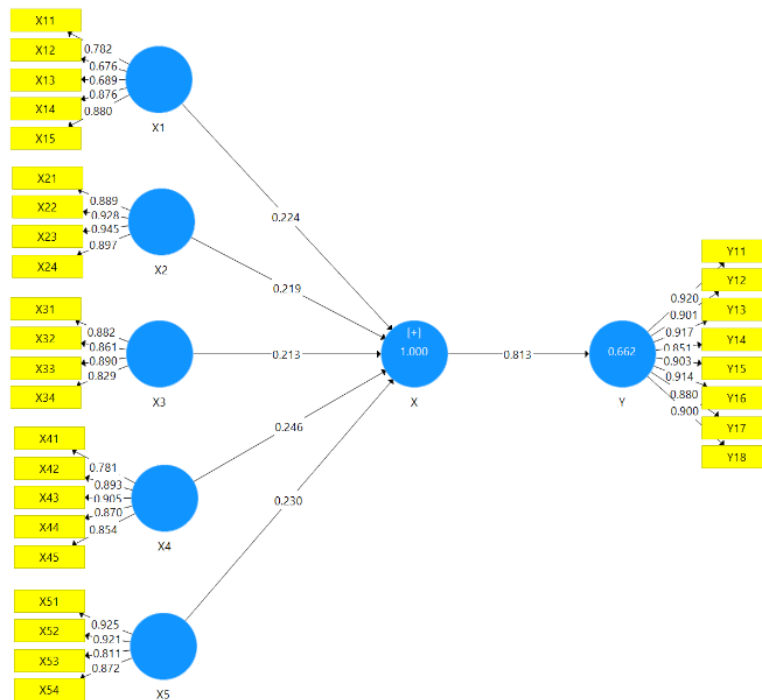 X11
X12
X13
X14
X15
0.782
0.676
0.689
0.876
0.880
X1
0.224
X21
X22
X23
X24
0.889
0.928
0.945
0.897
X2
0.219
X31
X32
X33
X34
0.882
0.861
0.890
0.829
X3
0.213
X41
X42
X43
X44
X45
0.781
0.893
0.905
0.870
0.854
X4
0.246
X51
X52
X53
X54
0.925
0.921
0.811
0.872
X5
0.230
[+]
1.000
X
0.813
0.662
Y
0.920
0.901
0.917
0.851
0.903
0.914
0.880
0.900
Y11
Y12
Y13
Y14
Y15
Y16
Y17
Y18